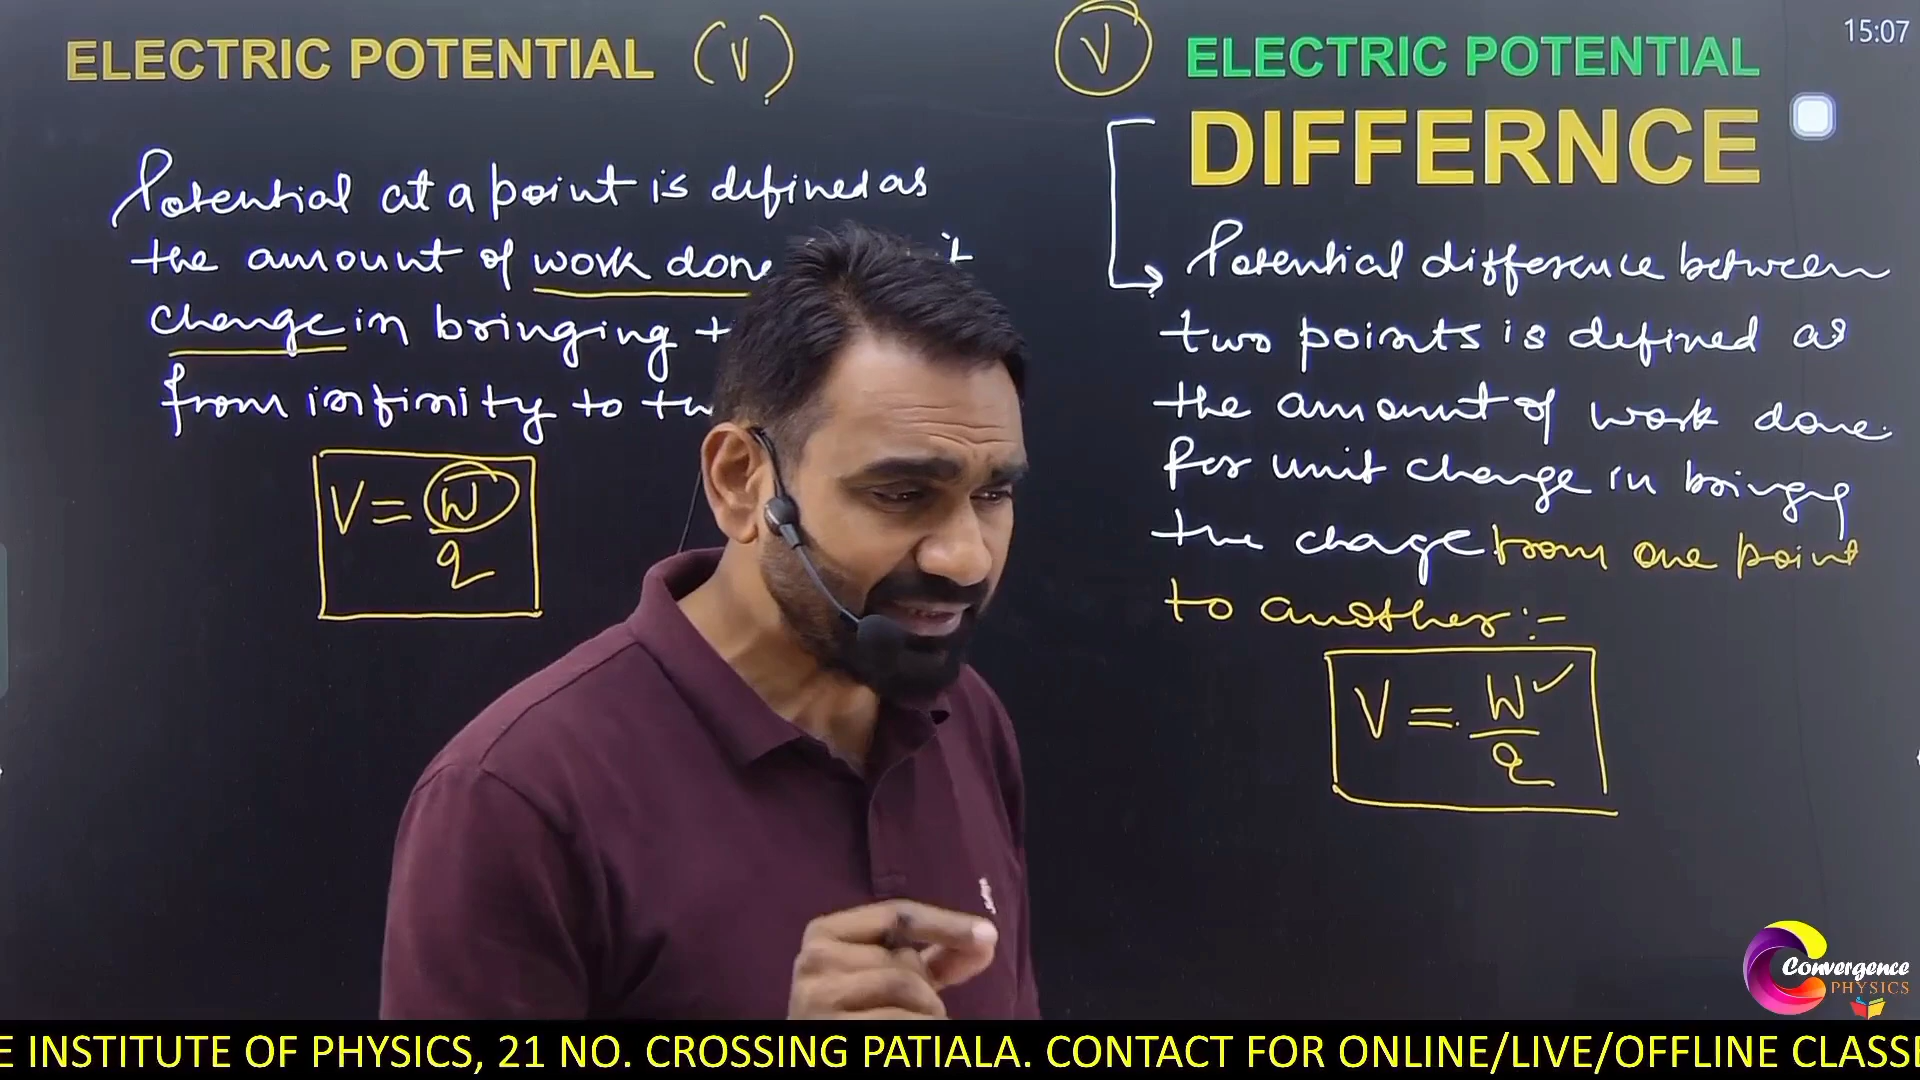 ELECTRIC POTENTIAL (V)
Potential at a point is defined as
the amount of work done
charge in bringing
from infinity to
V = W
q
V
ELECTRIC POTENTIAL
DIFFERNCE
Potential difference between
two points is defined as
the amount of work done.
for unit charge in
the charge from one point
to another :-
V = W
q
15:07
Convergence
PHYSICS
E INSTITUTE OF PHYSICS, 21 NO. CROSSING PATIALA. CONTACT FOR ONLINE/LIVE/OFFLINE CLASSE